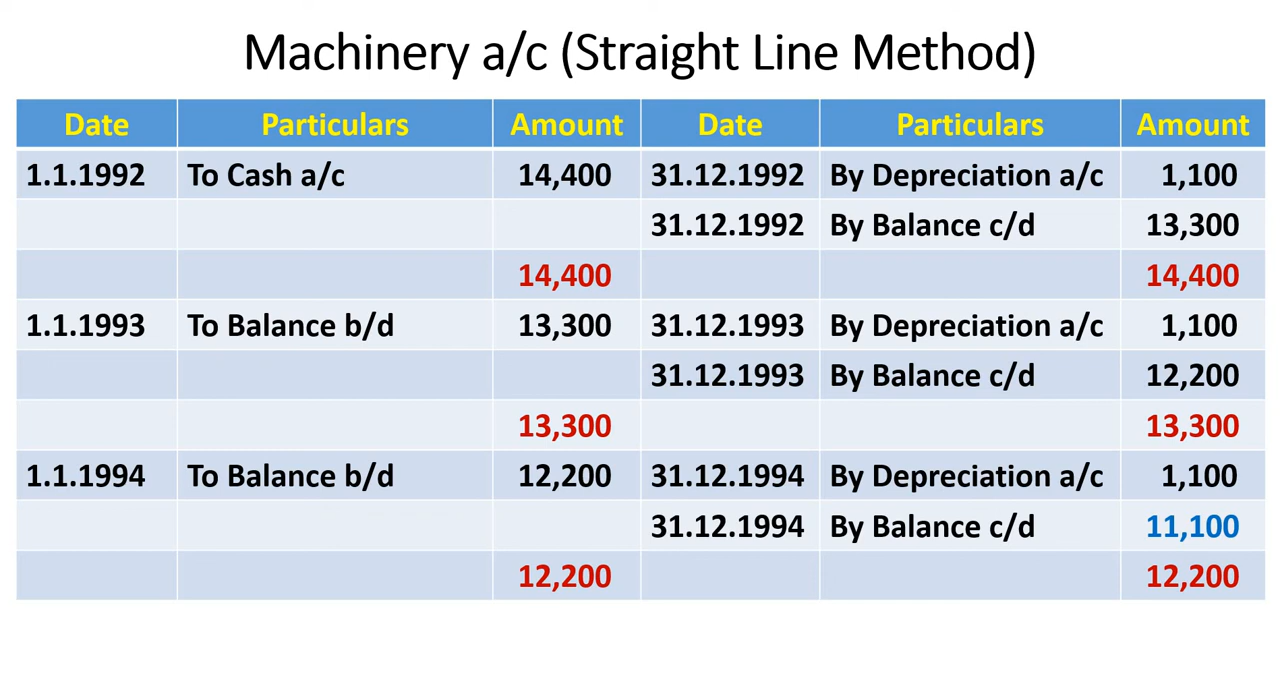 Machinery a/c (Straight Line Method)
Date Particulars Amount Date Particulars Amount
1.1.1992 To Cash a/c 14,400 31.12.1992 By Depreciation a/c 1,100
31.12.1992 By Balance c/d 13,300
14,400 14,400
1.1.1993 To Balance b/d 13,300 31.12.1993 By Depreciation a/c 1,100
31.12.1993 By Balance c/d 12,200
13,300 13,300
1.1.1994 To Balance b/d 12,200 31.12.1994 By Depreciation a/c 1,100
31.12.1994 By Balance c/d 11,100
12,200 12,200